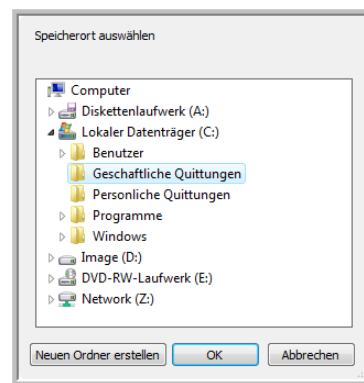 Speicherort auswählen
Computer
Diskettenlaufwerk (A:)
Lokaler Datenträger (C:)
Benutzer
Geschaftliche Quittungen
Personliche Quittungen
Programme
Windows
Image (D:)
DVD-RW-Laufwerk (E:)
Network (Z:)
Neuen Ordner erstellen OK Abbrechen